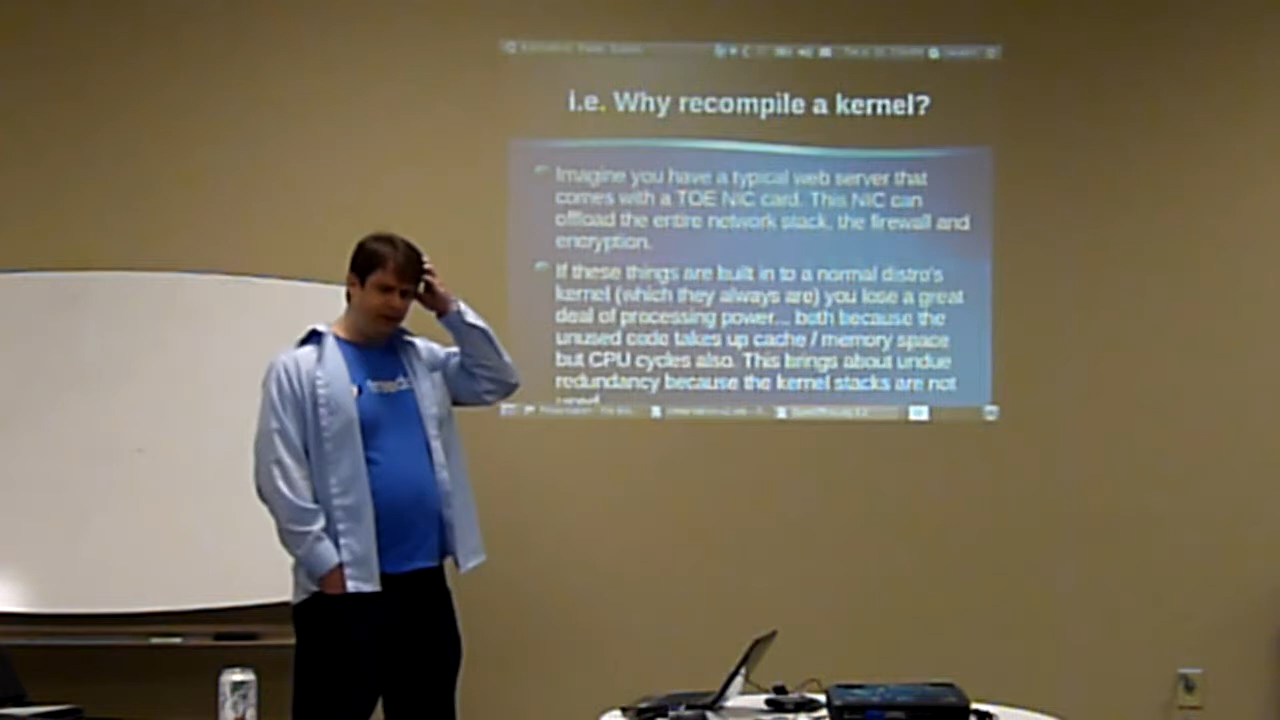 i.e. Why recompile a kernel?
Imagine you have a typical web server that
comes with a TOE NIC card. This NIC can
offload the entire network stack, the firewall and
encryption.
If these things are built in to a normal distro's
kernel (which they always are) you lose a great
deal of processing power... both because the
unused code takes up cache / memory space
but CPU cycles also. This brings about undue
redundancy because the kernel stacks are not